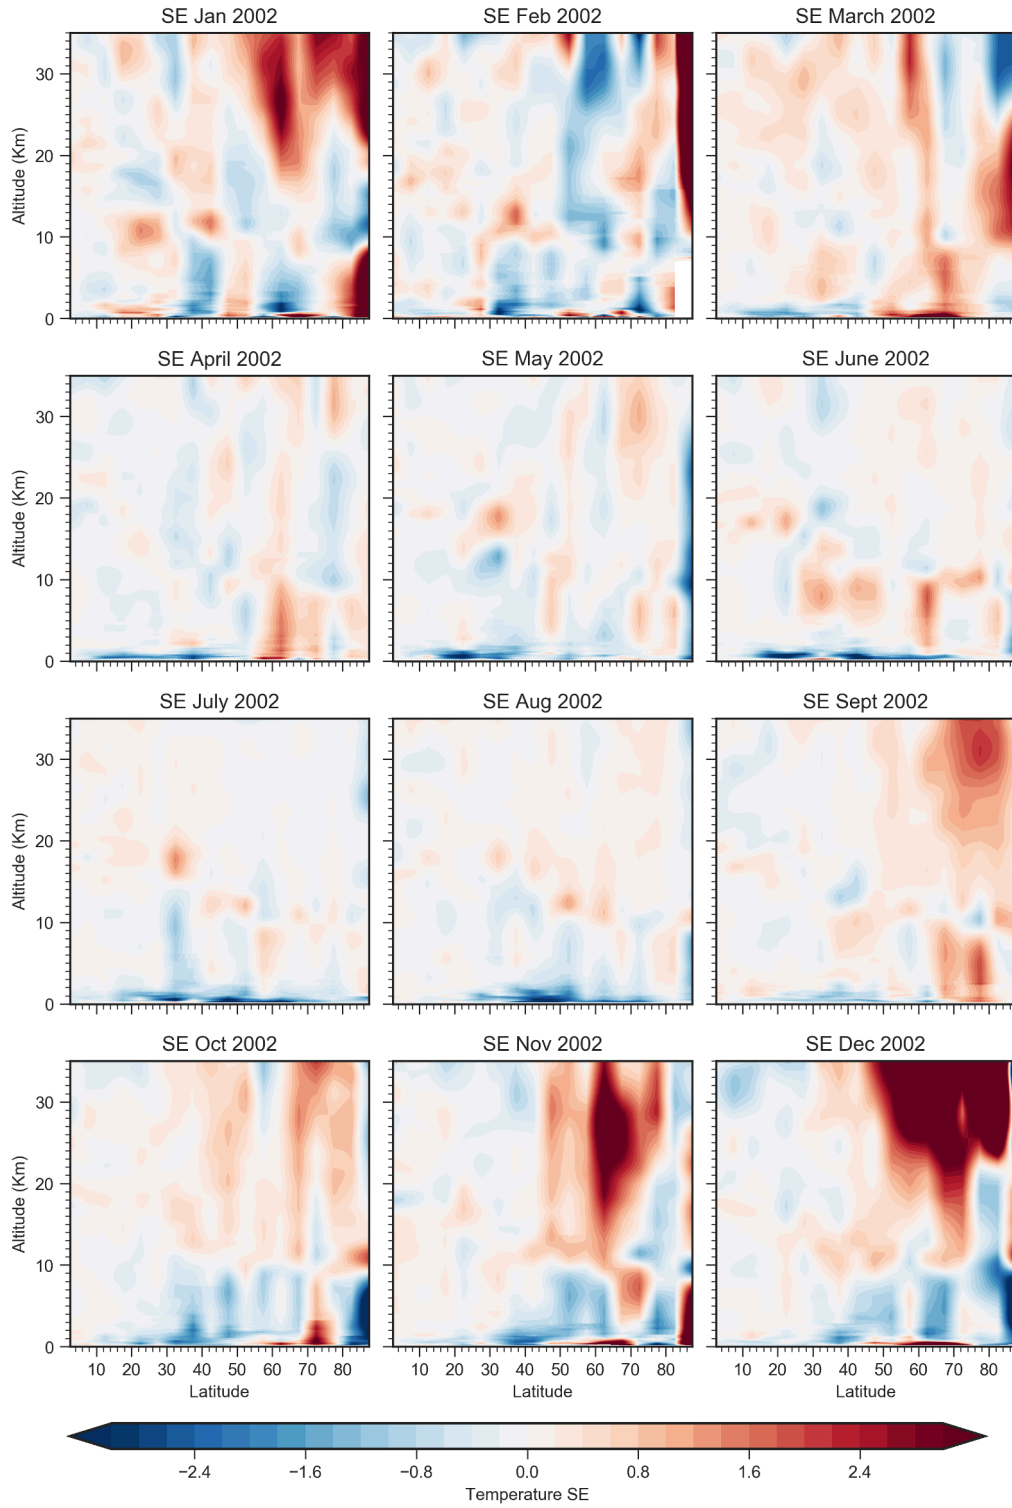 SE Jan 2002 SE Feb 2002 SE March 2002
30
20
10
0
Altitude (Km)
SE April 2002 SE May 2002 SE June 2002
30
20
10
0
Altitude (Km)
SE July 2002 SE Aug 2002 SE Sept 2002
30
20
10
0
Altitude (Km)
SE Oct 2002 SE Nov 2002 SE Dec 2002
30
20
10
0
Altitude (Km)
10 20 30 40 50 60 70 80 10 20 30 40 50 60 70 80 10 20 30 40 50 60 70 80
Latitude Latitude Latitude
−2.4 −1.6 −0.8 0.0 0.8 1.6 2.4
Temperature SE